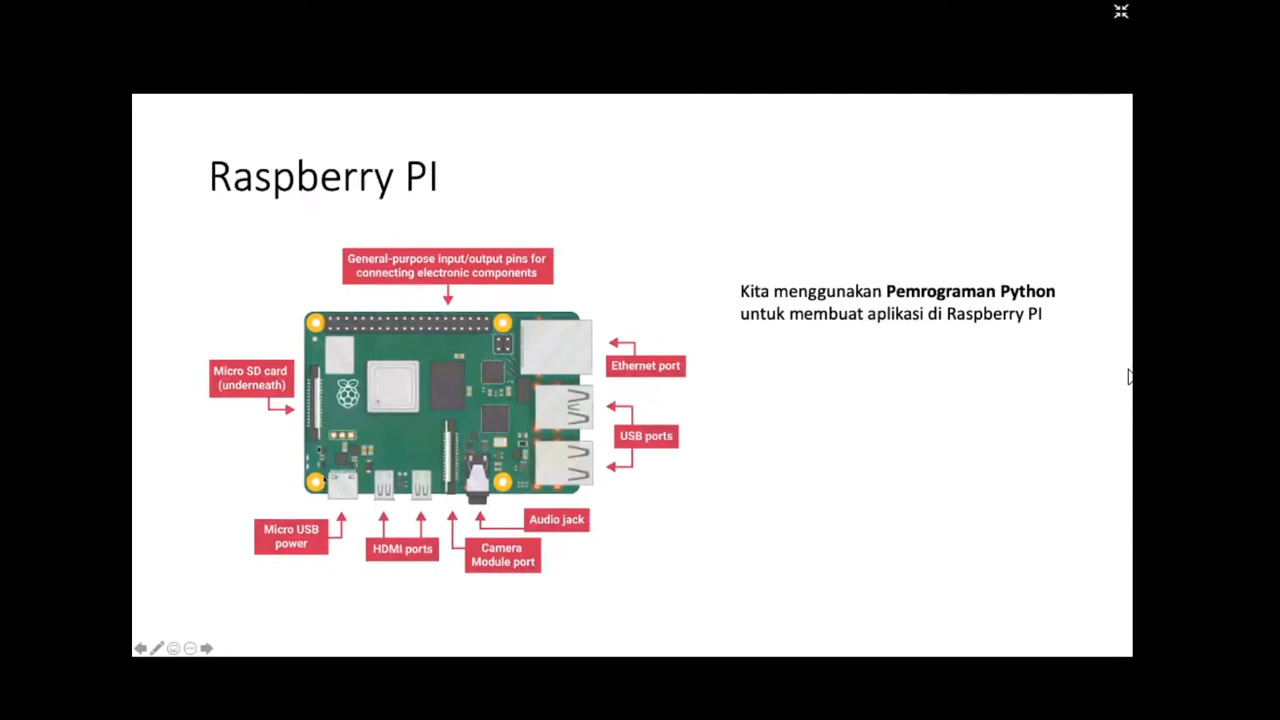 Raspberry PI
General-purpose input/output pins for
connecting electronic components
Kita menggunakan Pemrograman Python
untuk membuat aplikasi di Raspberry PI
Micro SD card
(underneath)
Ethernet port
USB ports
Micro USB
power
HDMI ports
Camera
Module port
Audio jack